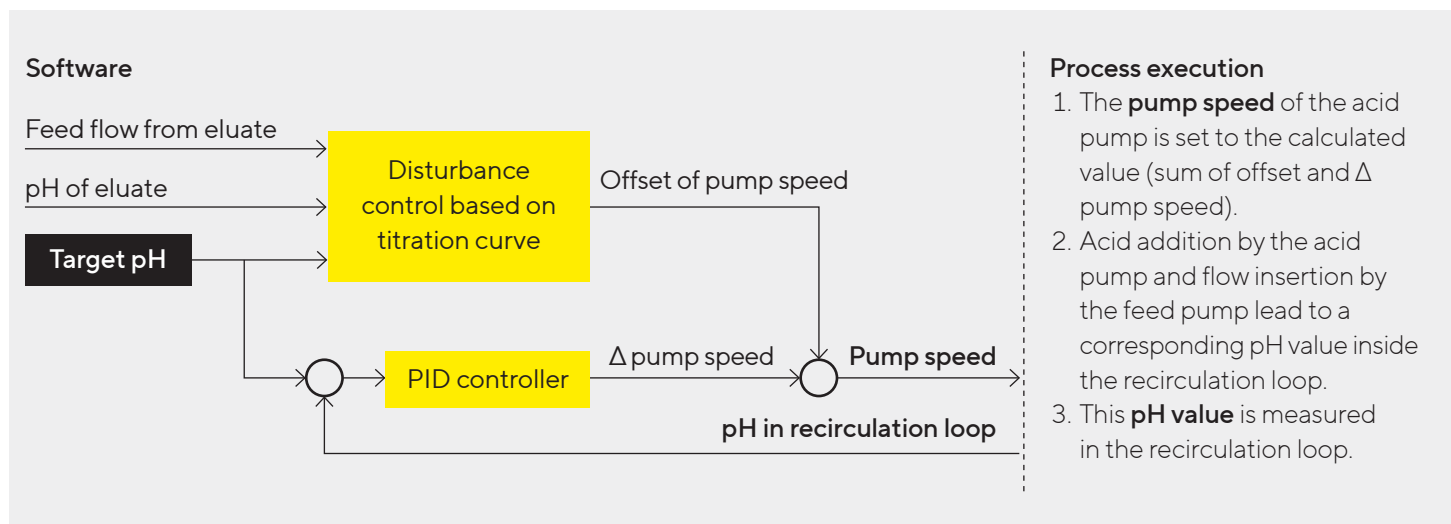 Software
Feed flow from eluate
pH of eluate
Target pH
Disturbance
control based on
titration curve
Offset of pump speed
PID controller
Δ pump speed
Pump speed
pH in recirculation loop
Process execution
1. The pump speed of the acid
pump is set to the calculated
value (sum of offset and Δ
pump speed).
2. Acid addition by the acid
pump and flow insertion by
the feed pump lead to a
corresponding pH value inside
the recirculation loop.
3. This pH value is measured
in the recirculation loop.